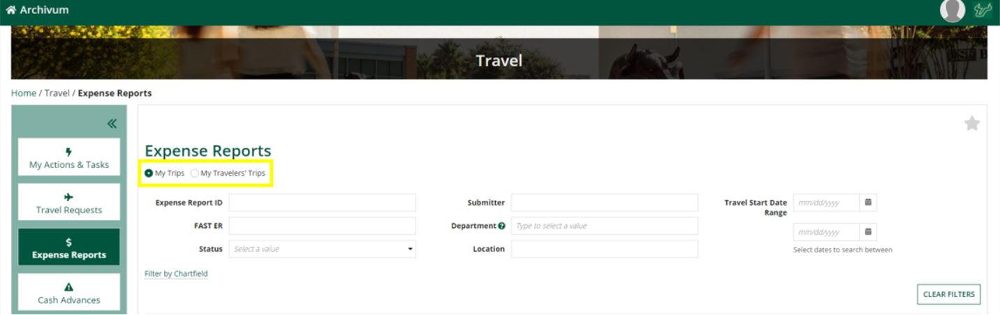 Archivum
Travel
Home / Travel / Expense Reports
My Actions & Tasks
Travel Requests
$
Expense Reports
Cash Advances
Expense Reports
My Trips My Travelers' Trips
Expense Report ID
Submitter
Travel Start Date
Range
mm/dd/yyyy
FAST ER
Department
Type to select a value
mm/dd/yyyy
Status
Select a value
Location
Select dates to search between
Filter by Chartfield
CLEAR FILTERS